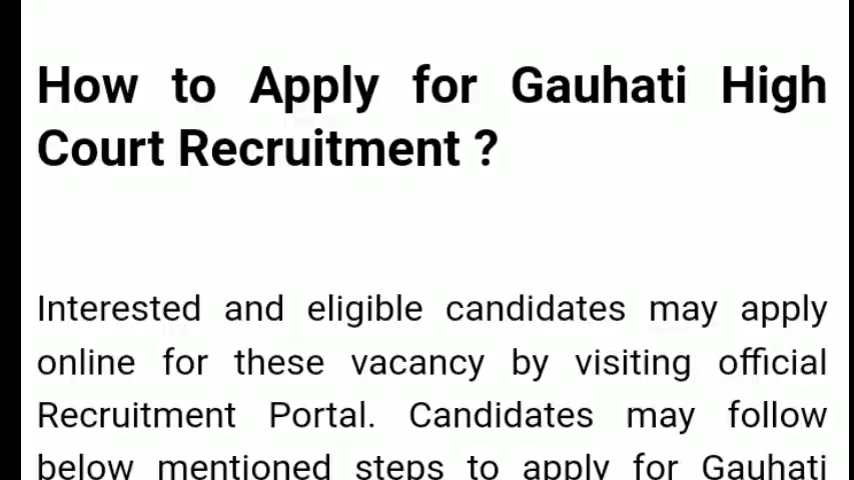 How to Apply for Gauhati High
Court Recruitment ?
Interested and eligible candidates may apply
online for these vacancy by visiting official
Recruitment Portal. Candidates may follow
below mentioned steps to apply for Gauhati